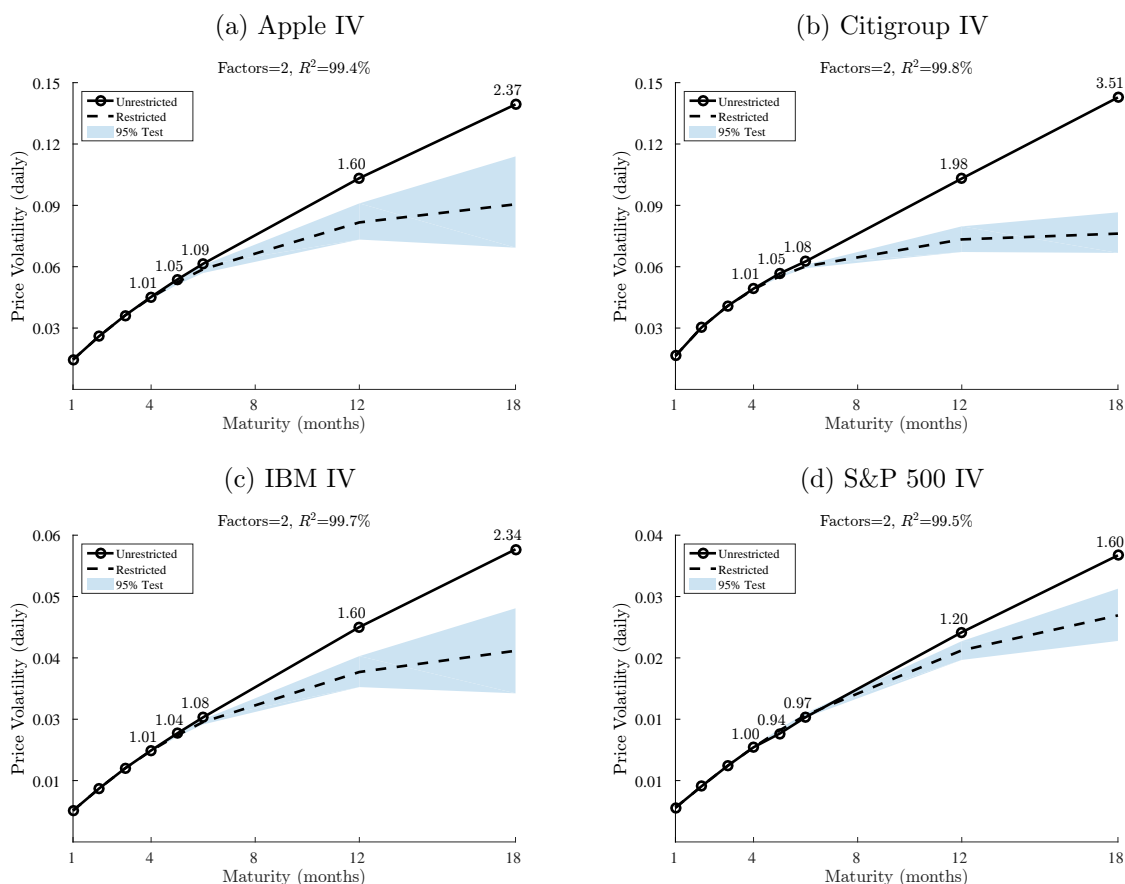 (a) Apple IV
Factors=2, R²=99.4%
Price Volatility (daily)
0.15
0.12
0.09
0.06
0.03
Unrestricted
Restricted
95% Test
1.01
1.05
1.09
1.60
2.37
1 4 8 12 18
Maturity (months)
(b) Citigroup IV
Factors=2, R²=99.8%
Price Volatility (daily)
0.15
0.12
0.09
0.06
0.03
Unrestricted
Restricted
95% Test
1.01
1.05
1.08
1.98
3.51
1 4 8 12 18
Maturity (months)
(c) IBM IV
Factors=2, R²=99.7%
Price Volatility (daily)
0.06
0.05
0.04
0.03
0.01
Unrestricted
Restricted
95% Test
1.01
1.04
1.08
1.60
2.34
1 4 8 12 18
Maturity (months)
(d) S&P 500 IV
Factors=2, R²=99.5%
Price Volatility (daily)
0.04
0.03
0.02
0.01
0.01
Unrestricted
Restricted
95% Test
1.00
0.94
0.97
1.20
1.60
1 4 8 12 18
Maturity (months)